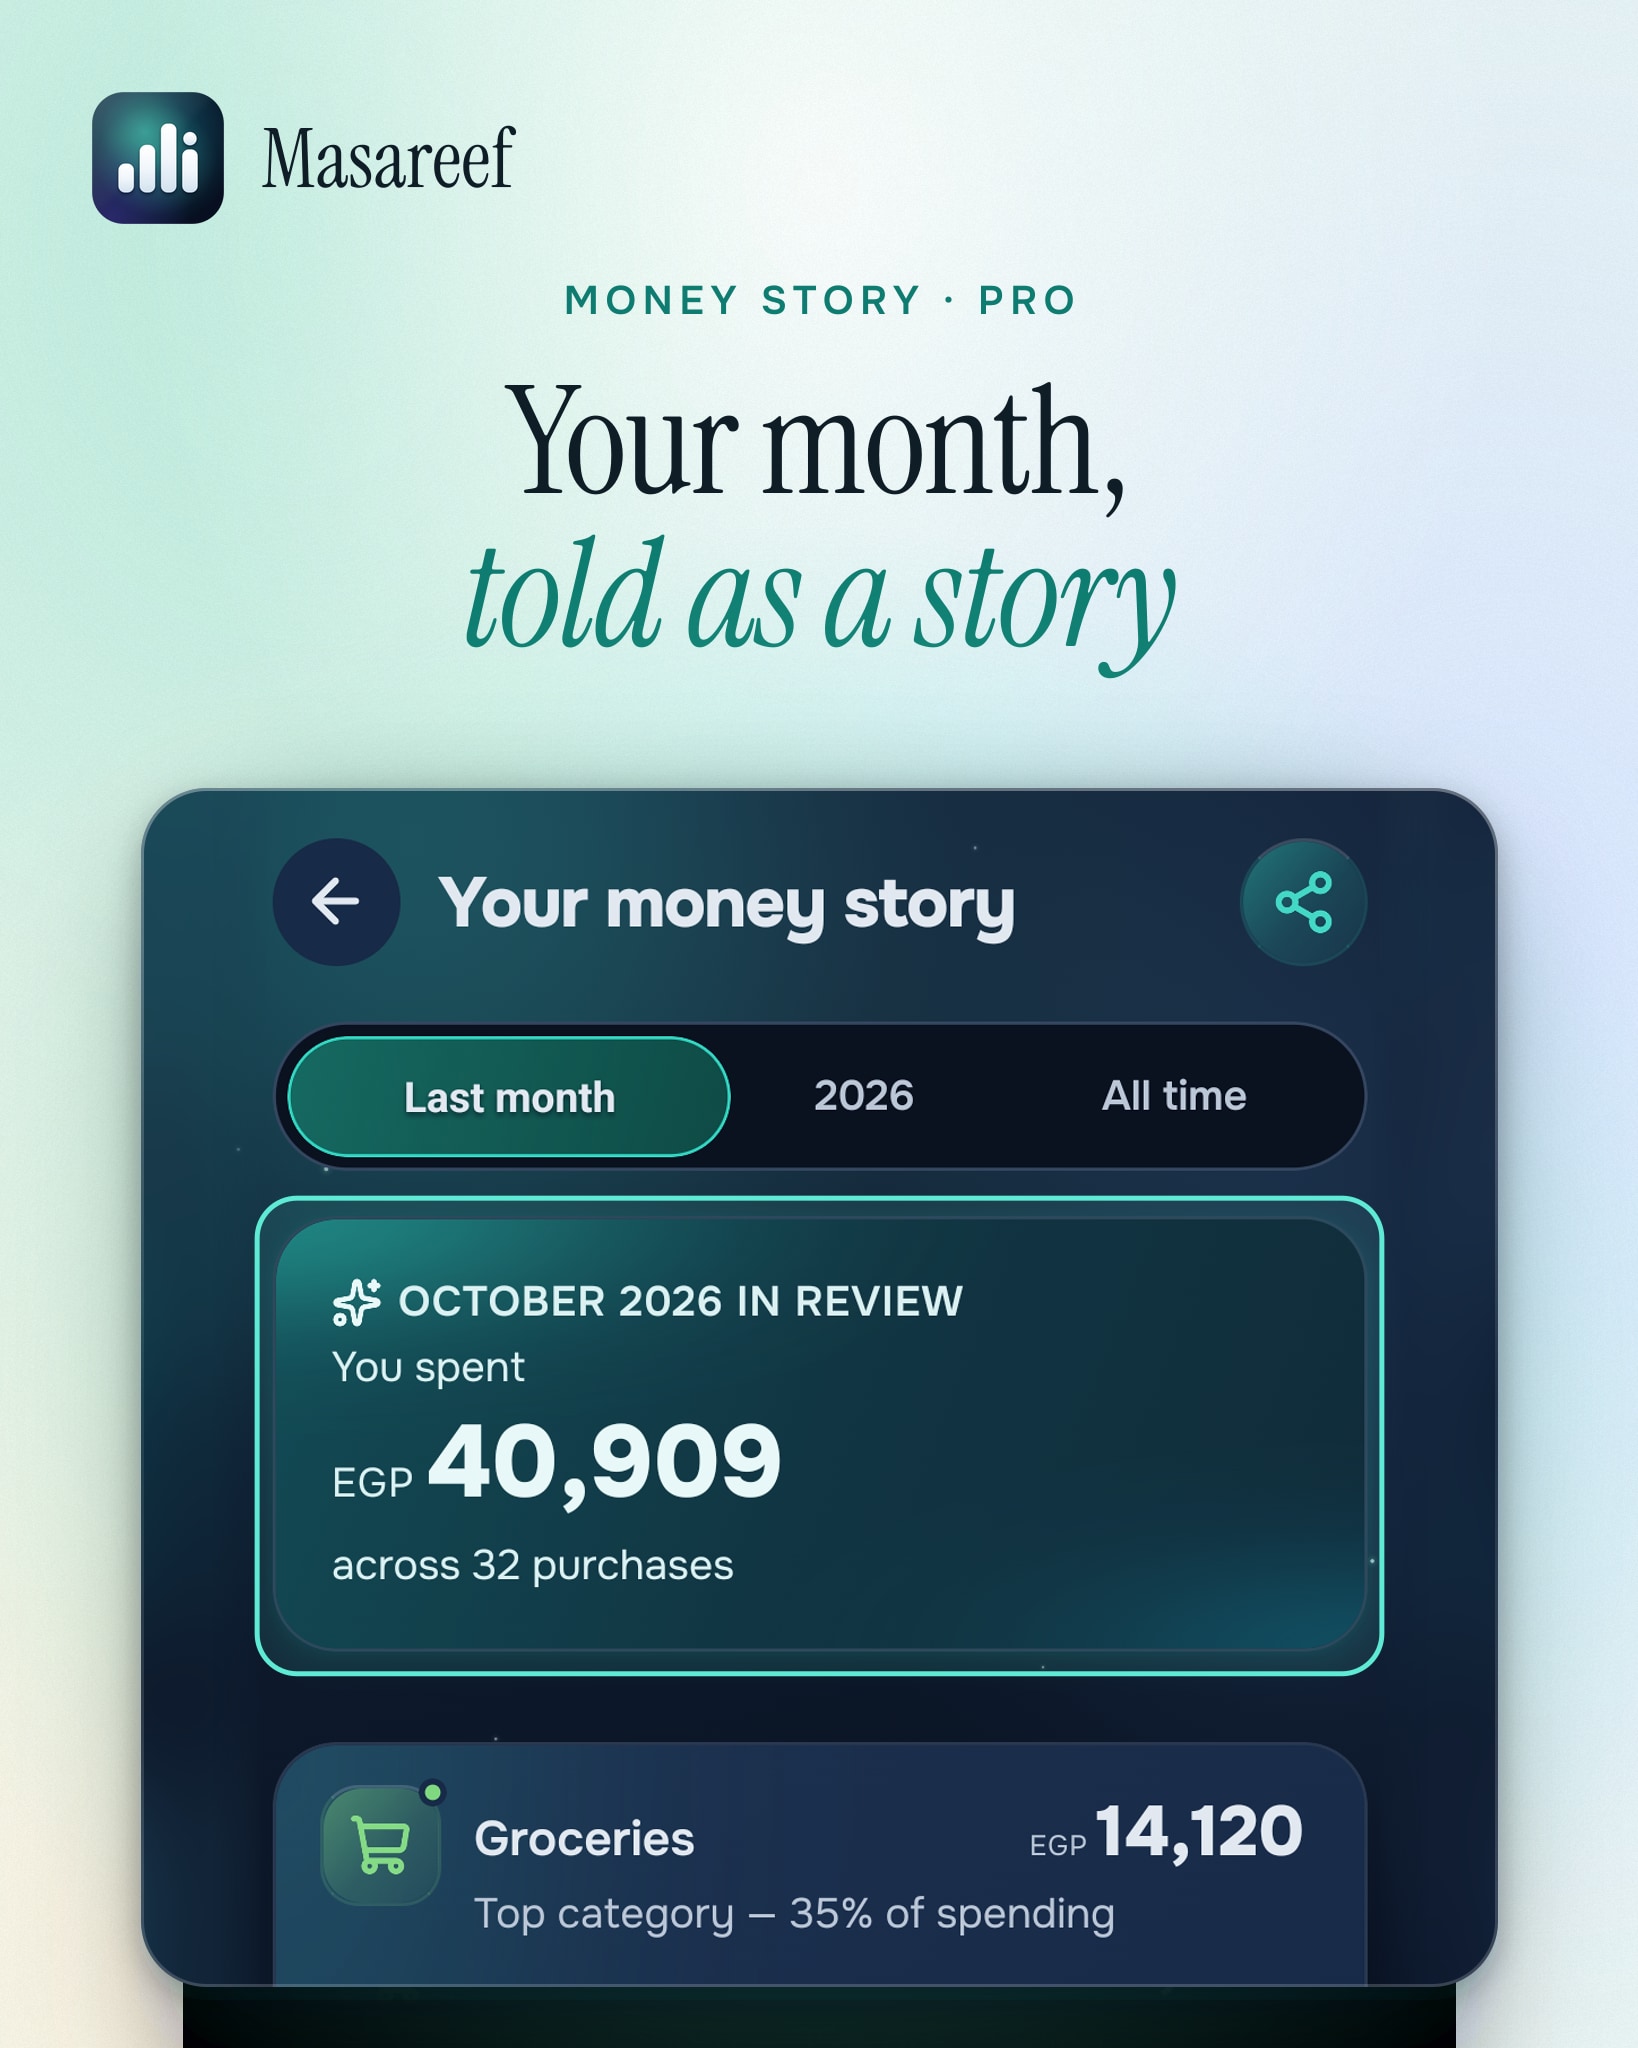 Masareef
MONEY STORY · PRO
Your month,
told as a story
Your money story
Last month 2026 All time
OCTOBER 2026 IN REVIEW
You spent
EGP 40,909
across 32 purchases
Groceries EGP 14,120
Top category — 35% of spending